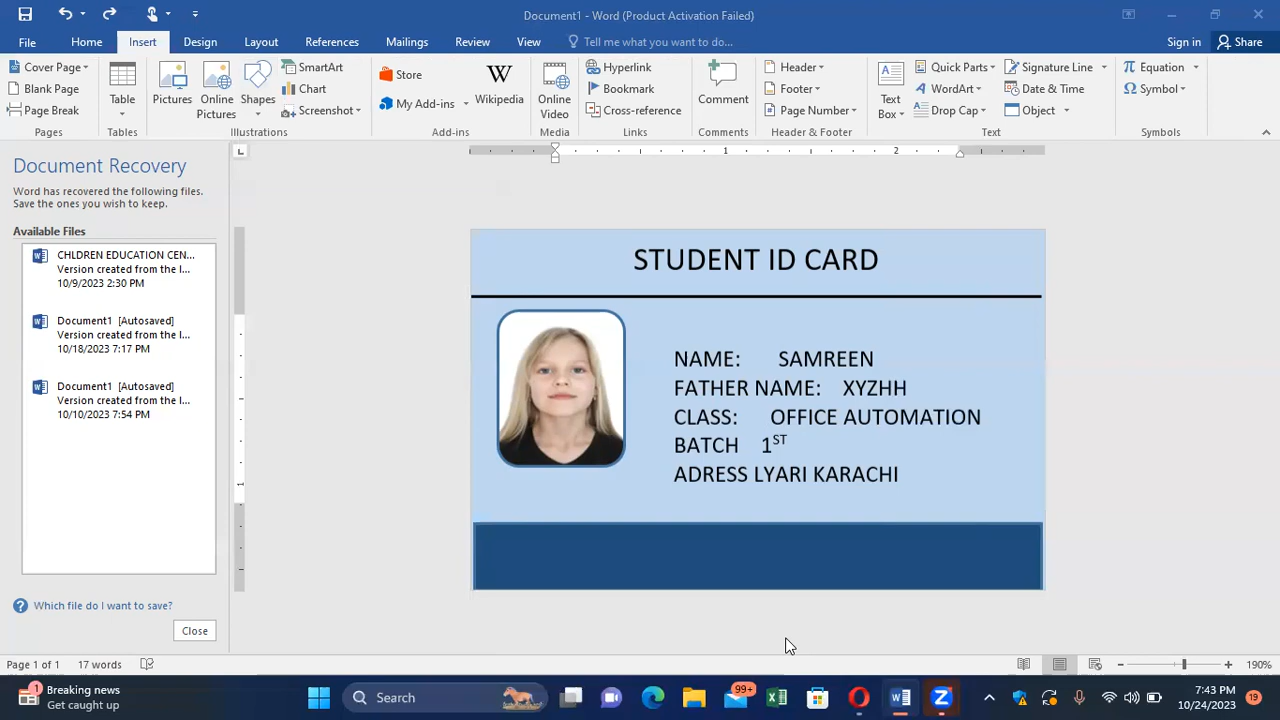 Document1 - Word (Product Activation Failed)
File Home Insert Design Layout References Mailings Review View Tell me what you want to do... Sign in Share
Cover Page
Blank Page
Page Break
Pages
Table
Tables
Pictures
Online Pictures
Shapes
SmartArt
Chart
Screenshot
Illustrations
Store
My Add-ins
Wikipedia
Add-ins
Online Video
Media
Hyperlink
Bookmark
Cross-reference
Links
Comment
Comments
Header
Footer
Page Number
Header & Footer
Text Box
Quick Parts
WordArt
Drop Cap
Signature Line
Date & Time
Object
Text
Equation
Symbol
Symbols
L
1 2
Document Recovery
Word has recovered the following files.
Save the ones you wish to keep.
Available Files
CHLDREN EDUCATION CEN...
Version created from the l...
10/9/2023 2:30 PM
Document1 [Autosaved]
Version created from the l...
10/18/2023 7:17 PM
Document1 [Autosaved]
Version created from the l...
10/10/2023 7:54 PM
Which file do I want to save?
Close
STUDENT ID CARD
NAME: SAMREEN
FATHER NAME: XYZHH
CLASS: OFFICE AUTOMATION
BATCH 1ST
ADRESS LYARI KARACHI
Page 1 of 1 17 words 190%
1
Breaking news
Get caught up
Search
99+
7:43 PM
10/24/2023
19